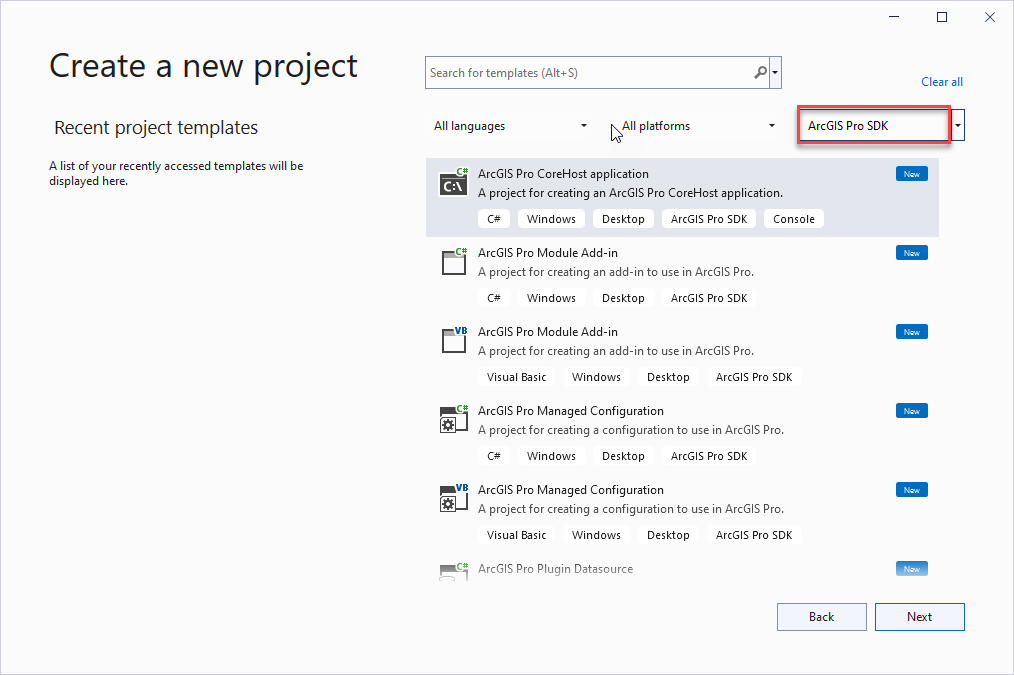 Create a new project
Search for templates (Alt+S)
Clear all
Recent project templates
A list of your recently accessed templates will be
displayed here.
All languages
All platforms
ArcGIS Pro SDK
C#
C:\
ArcGIS Pro CoreHost application
New
A project for creating an ArcGIS Pro CoreHost application.
C# Windows Desktop ArcGIS Pro SDK Console
C#
ArcGIS Pro Module Add-in
New
A project for creating an add-in to use in ArcGIS Pro.
C# Windows Desktop ArcGIS Pro SDK
VB
ArcGIS Pro Module Add-in
New
A project for creating an add-in to use in ArcGIS Pro.
Visual Basic Windows Desktop ArcGIS Pro SDK
C#
ArcGIS Pro Managed Configuration
New
A project for creating a configuration to use in ArcGIS Pro.
C# Windows Desktop ArcGIS Pro SDK
VB
ArcGIS Pro Managed Configuration
New
A project for creating a configuration to use in ArcGIS Pro.
Visual Basic Windows Desktop ArcGIS Pro SDK
C#
ArcGIS Pro Plugin Datasource
New
Back
Next